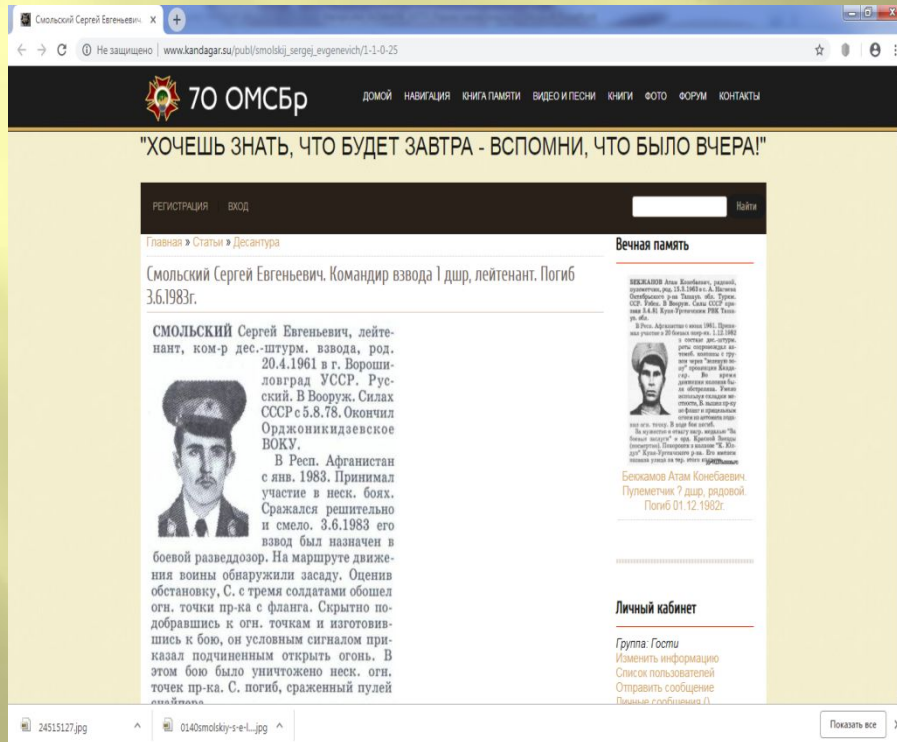 Смольский Сергей Евгеньевич
Не защищено | www.kandagar.su/publ/smolskij_sergej_evgenevich/1-1-0-25
70 ОМСБр
ДОМОЙ НАВИГАЦИЯ КНИГА ПАМЯТИ ВИДЕО И ПЕСНИ КНИГИ ФОТО ФОРУМ КОНТАКТЫ
"ХОЧЕШЬ ЗНАТЬ, ЧТО БУДЕТ ЗАВТРА - ВСПОМНИ, ЧТО БЫЛО ВЧЕРА!"
РЕГИСТРАЦИЯ ВХОД
Найти
Главная » Статьи » Десантура
Смольский Сергей Евгеньевич. Командир взвода 1 дшр, лейтенант. Погиб
3.6.1983г.
СМОЛЬСКИЙ Сергей Евгеньевич, лейте-
нант, ком-р дес.-штурм. взвода, род.
20.4.1961 в г. Вороши-
ловград УССР. Рус-
ский. В Вооруж. Силах
СССР с 5.8.78. Окончил
Орджоникидзевское
ВОКУ.
В Респ. Афганистан
с янв. 1983. Принимал
участие в неск. боях.
Сражался решительно
и смело. 3.6.1983 его
взвод был назначен в
боевой разведдозор. На маршруте движе-
ния воины обнаружили засаду. Оценив
обстановку, С. с тремя солдатами обошел
огн. точки пр-ка с фланга. Скрытно по-
добравшись к огн. точкам и изготовив-
шись к бою, он условным сигналом при-
казал подчиненным открыть огонь. В
этом бою было уничтожено неск. огн.
точек пр-ка. С. погиб, сраженный пулей
снайпера
Вечная память
БЕКЖАНОВ Атам Конебаевич, рядовой,
Беюкамов Атам Конебаевич.
Пулеметчик ? дшр, рядовой.
Погиб 01.12.1982г.
Личный кабинет
Группа: Гости
Изменить информацию
Список пользователей
Отправить сообщение
Личные сообщения ()
24515127.jpg
0140smolskiy-s-e-l....jpg
Показать все